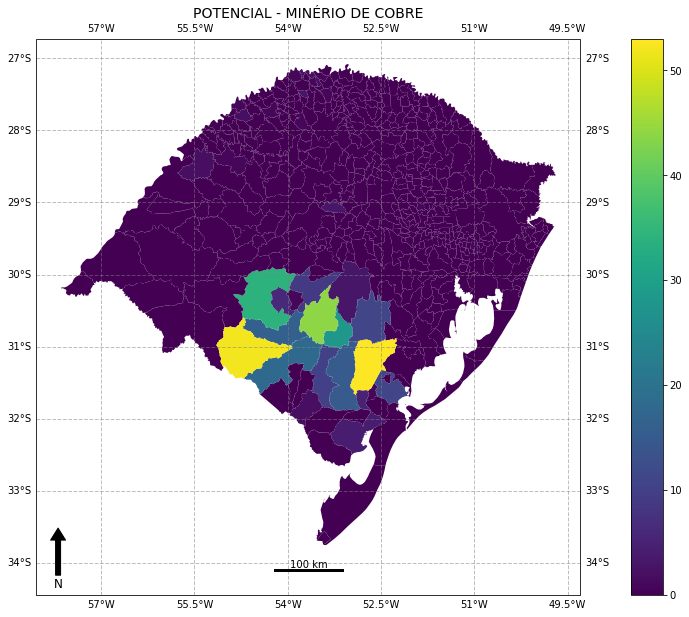 POTENCIAL - MINÉRIO DE COBRE
57°W 55.5°W 54°W 52.5°W 51°W 49.5°W
27°S 27°S 50
28°S 28°S
29°S 29°S 40
30°S 30°S 30
31°S 31°S
32°S 32°S 20
33°S 33°S 10
34°S 34°S
100 km
N
0
57°W 55.5°W 54°W 52.5°W 51°W 49.5°W